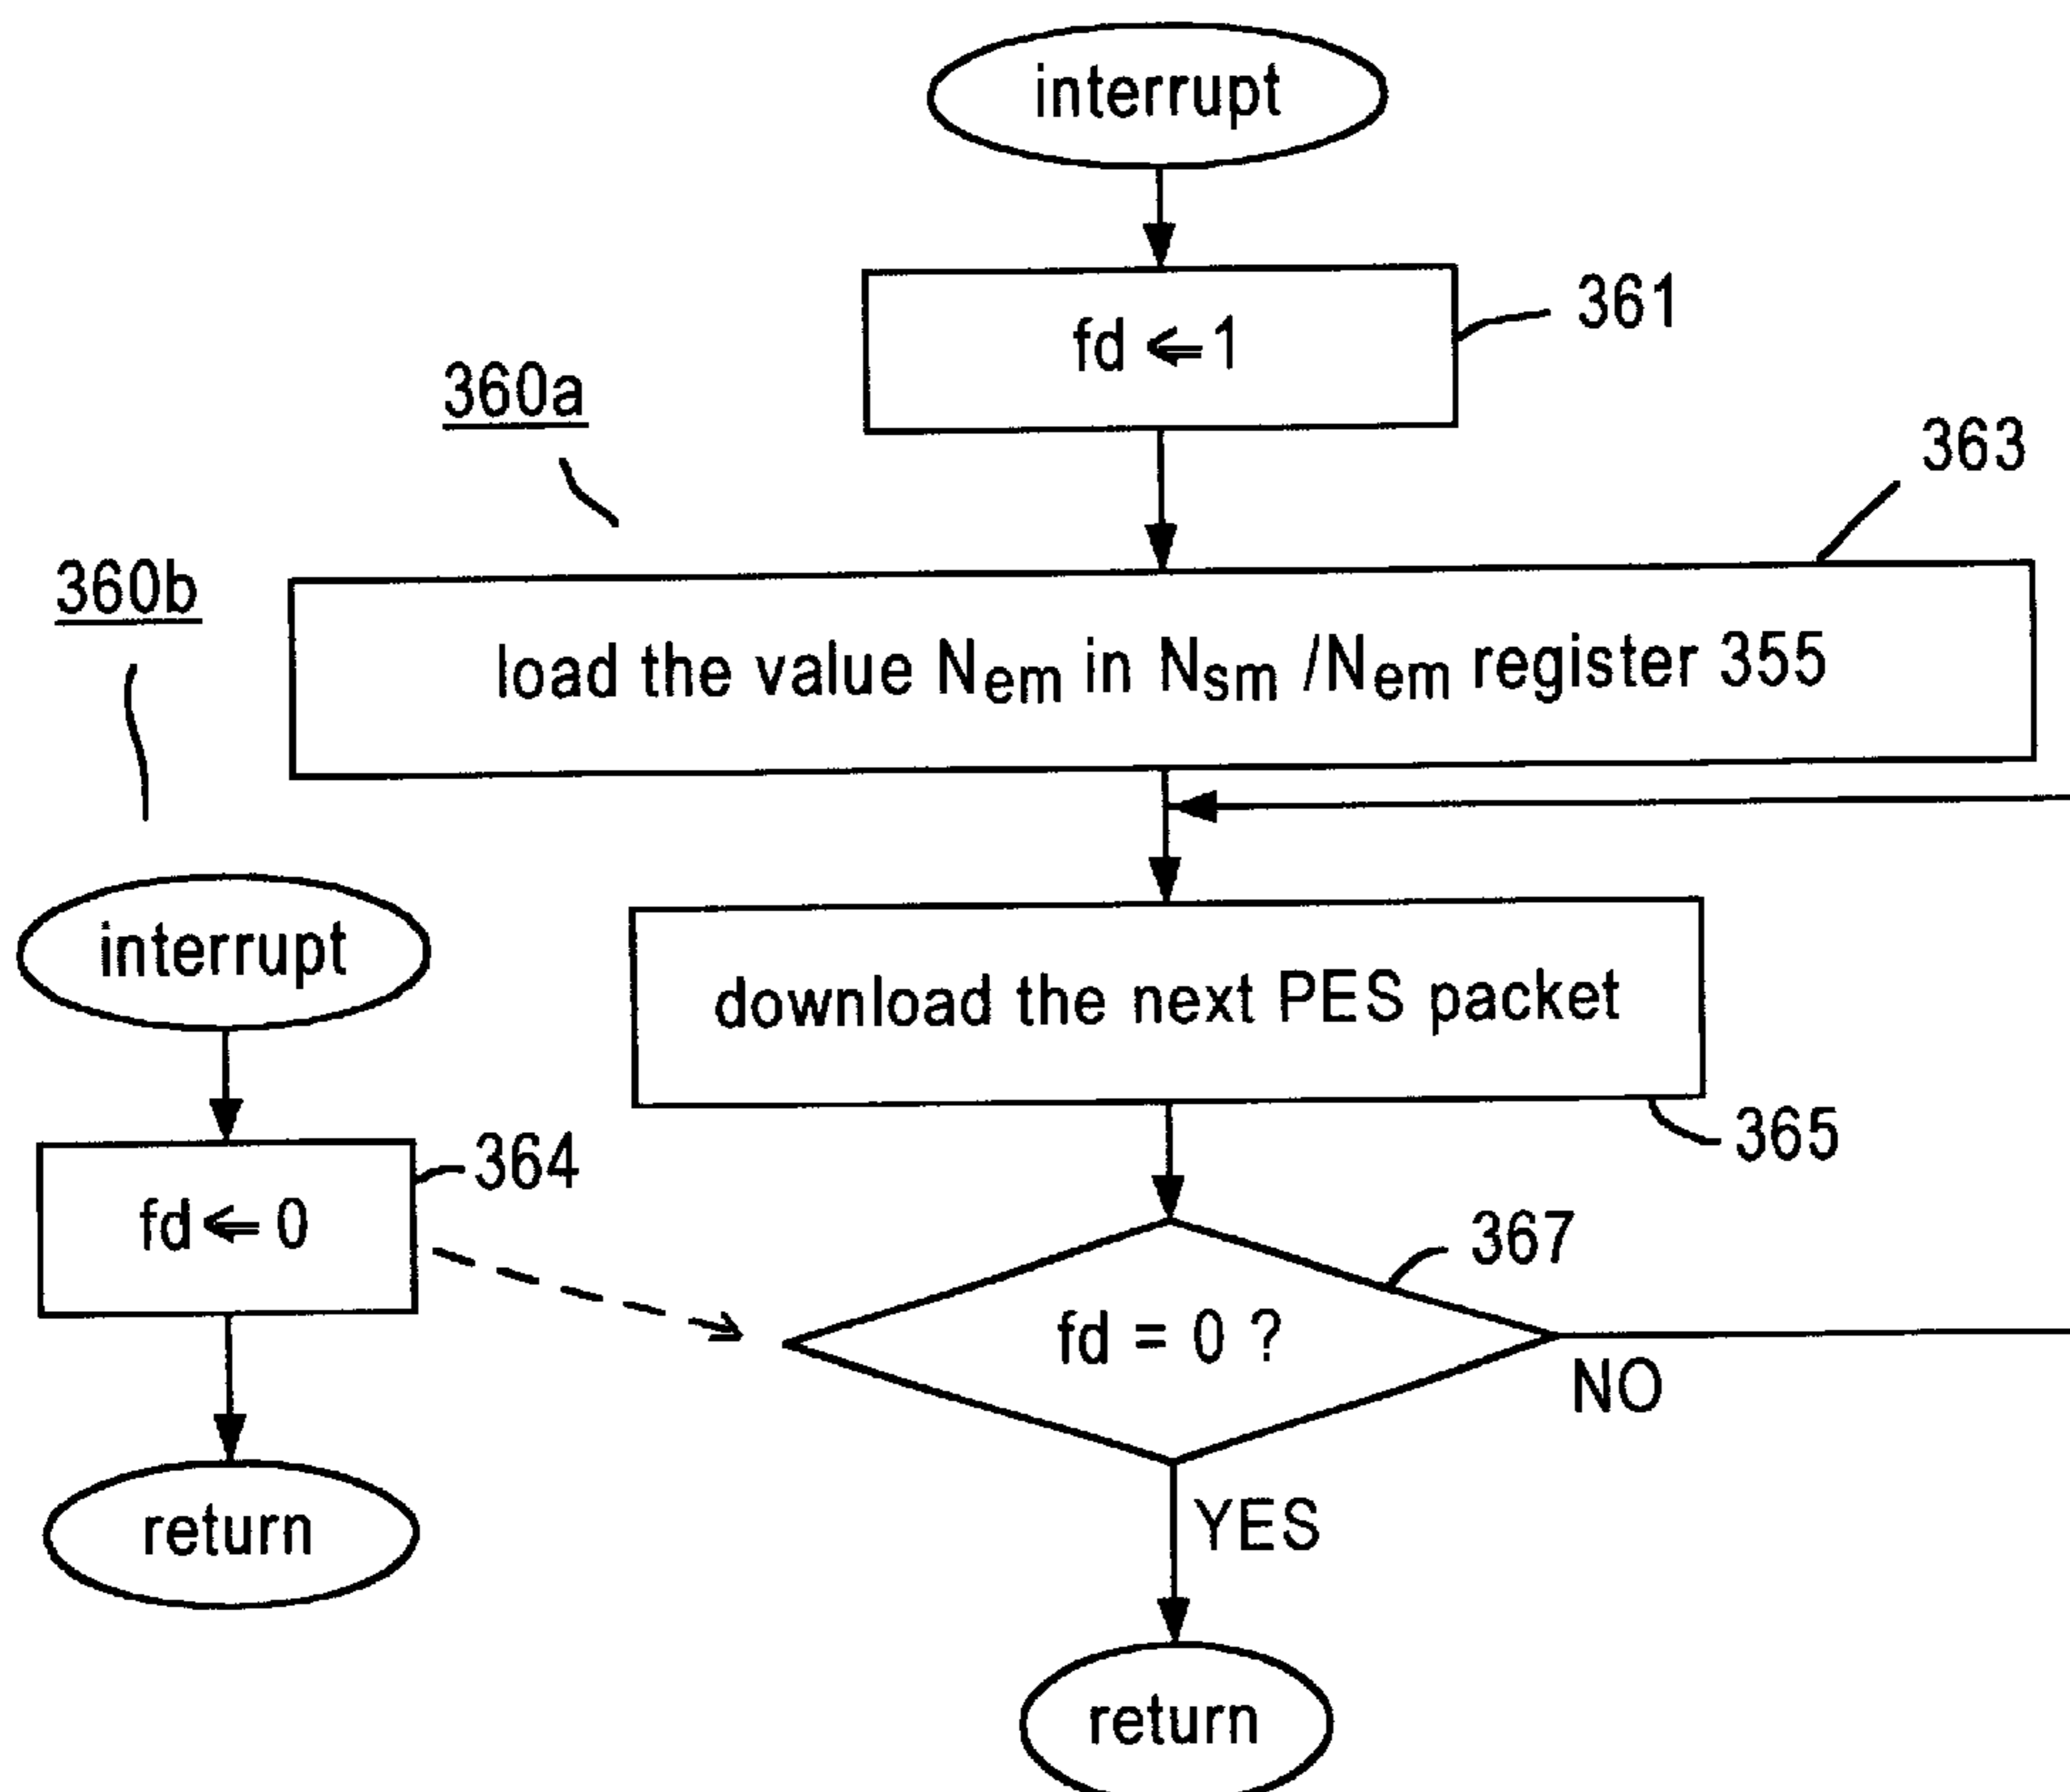 interrupt
fd ⇐ 1
361
360a
363
load the value Nem in Nsm /Nem register 355
360b
interrupt
download the next PES packet
365
364
fd ⇐ 0
367
fd = 0 ?
NO
YES
return
return